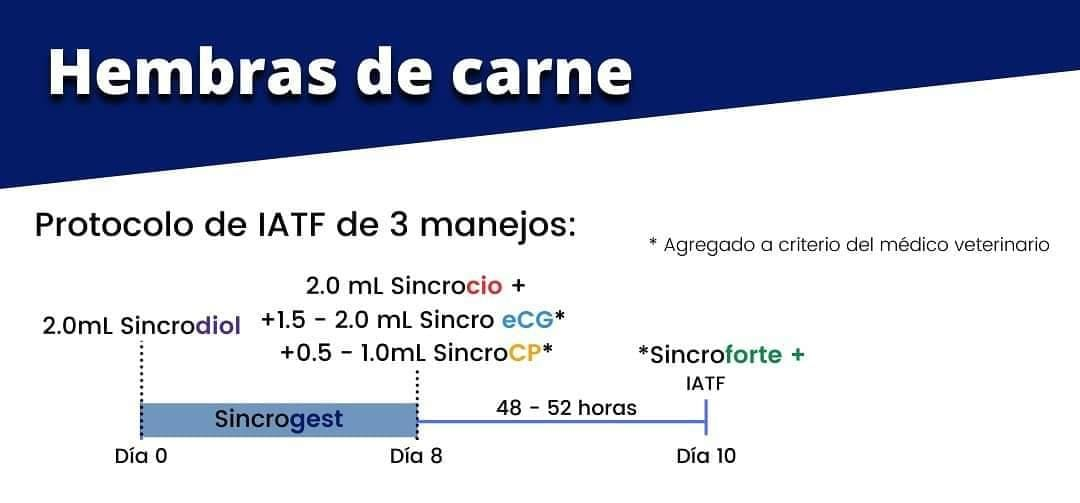 Hembras de carne
Protocolo de IATF de 3 manejos:
* Agregado a criterio del médico veterinario
2.0 mL Sincrocio +
2.0mL Sincrodiol
+1.5 - 2.0 mL Sincro eCG*
+0.5 - 1.0mL SincroCP*
*Sincroforte +
IATF
Sincrogest
48 - 52 horas
Día 0
Día 8
Día 10